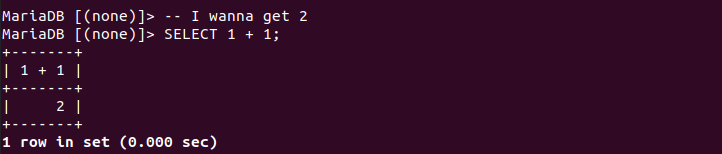 MariaDB [(none)]> -- I wanna get 2
MariaDB [(none)]> SELECT 1 + 1;
+-------+
| 1 + 1 |
+-------+
|     2 |
+-------+
1 row in set (0.000 sec)